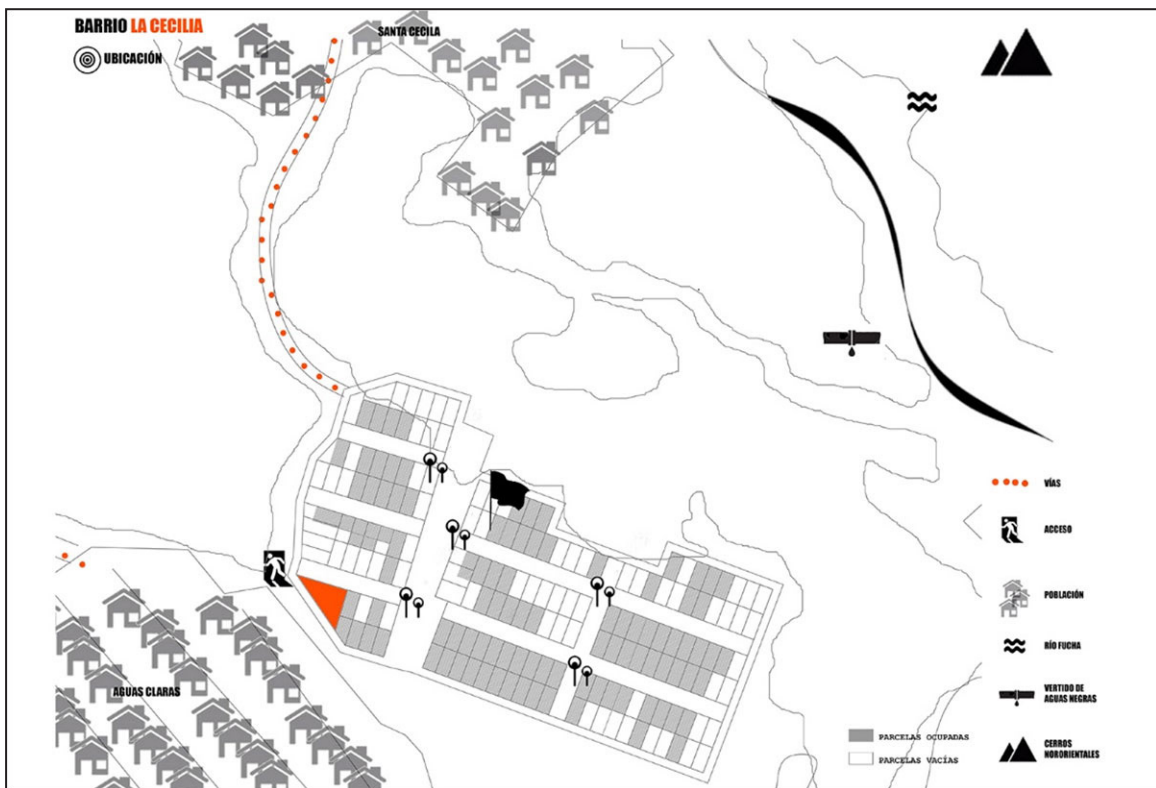 BARRIO LA CECILIA
UBICACIÓN
SANTA CECILA
VÍAS
ACCESO
POBLACIÓN
RÍO FUCHA
VERTIDO DE
AGUAS NEGRAS
CERROS
NORORIENTALES
AGUAS CLARAS
PARCELAS OCUPADAS
PARCELAS VACÍAS